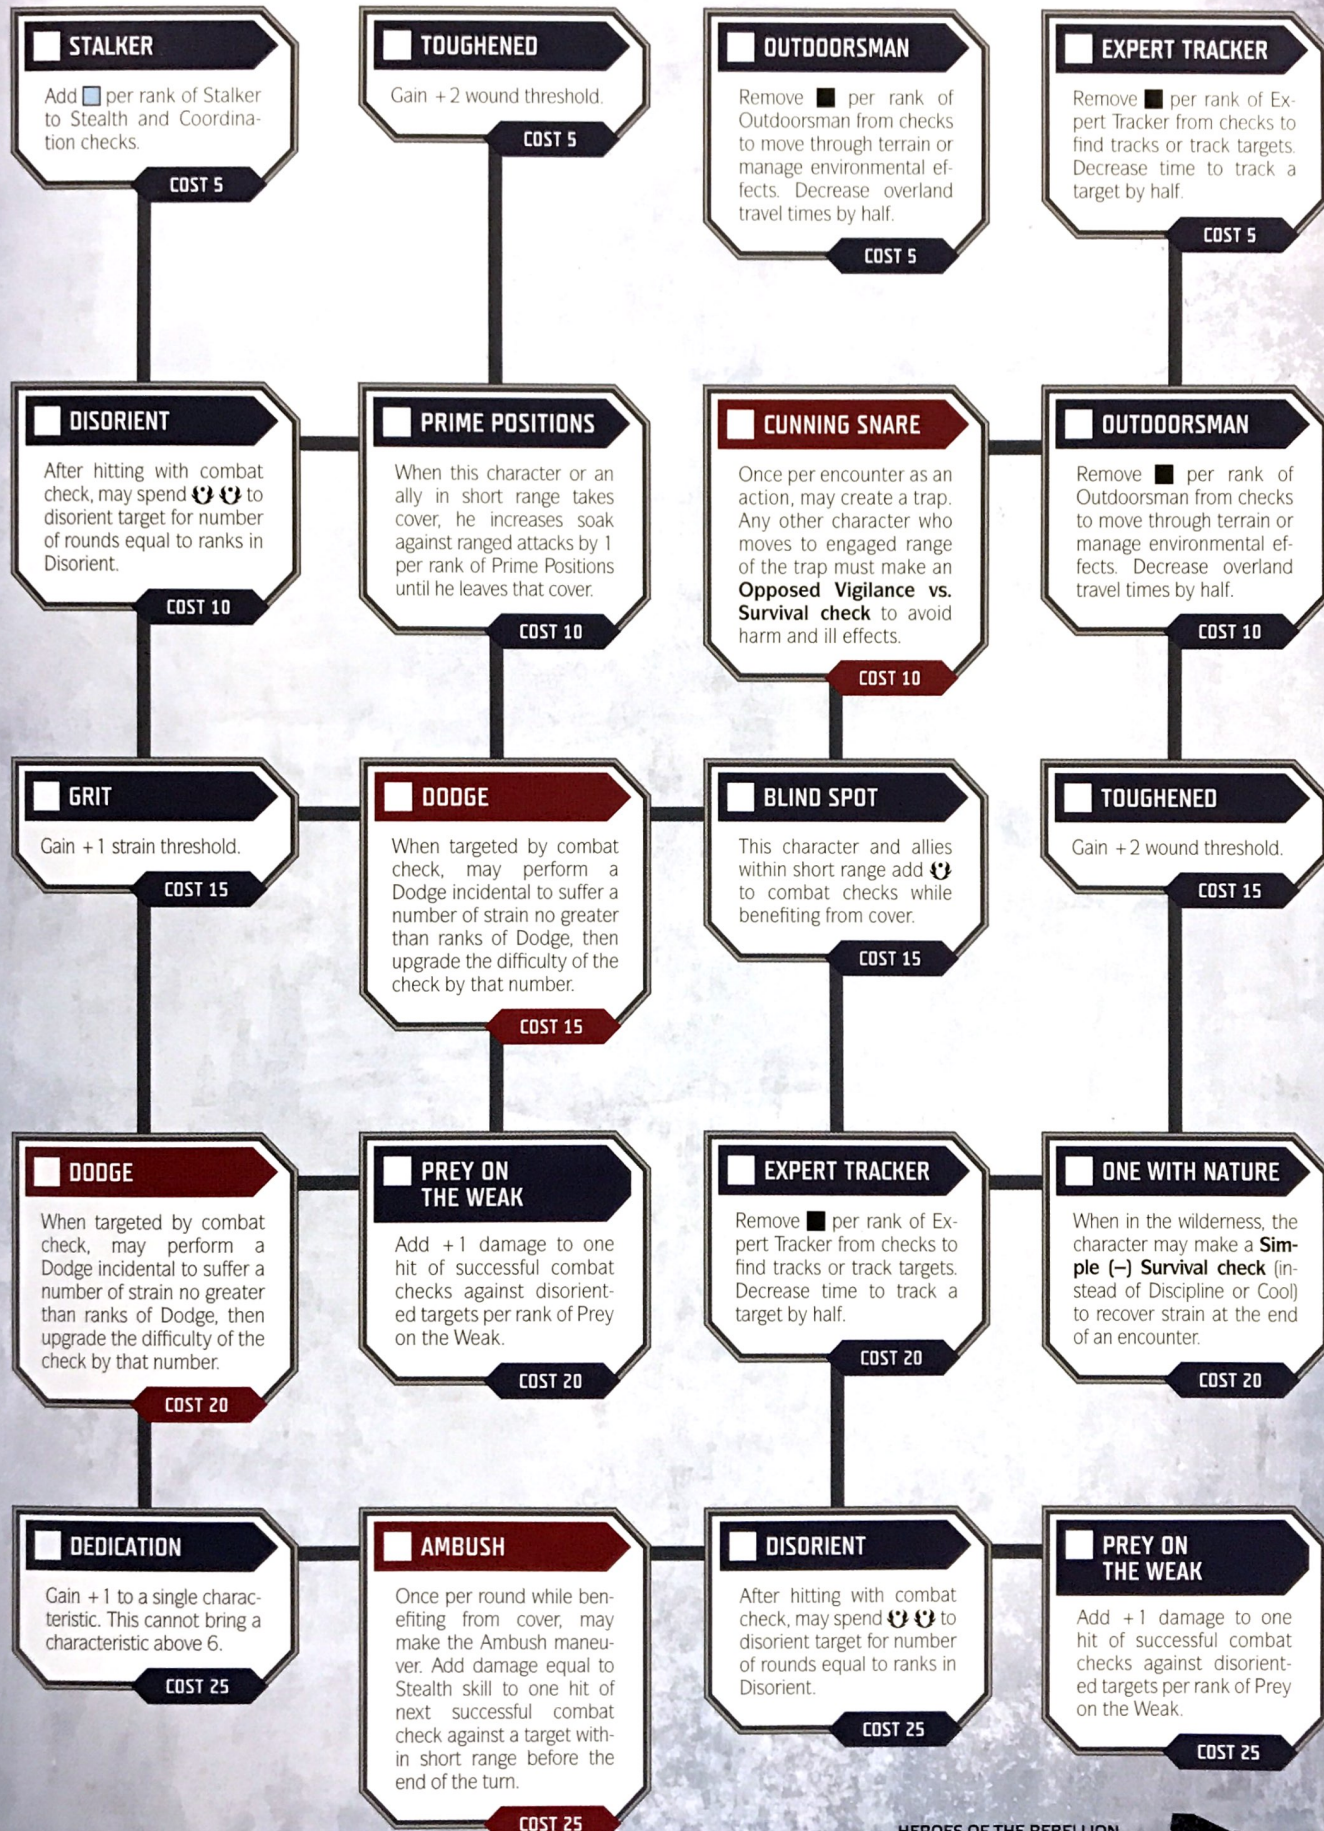 STALKER
Add per rank of Stalker
to Stealth and Coordina-
tion checks.
COST 5
TOUGHENED
Gain +2 wound threshold.
COST 5
OUTDOORSMAN
Remove per rank of
Outdoorsman from checks
to move through terrain or
manage environmental ef-
fects. Decrease overland
travel times by half.
COST 5
EXPERT TRACKER
Remove per rank of Ex-
pert Tracker from checks to
find tracks or track targets.
Decrease time to track a
target by half.
COST 5
DISORIENT
After hitting with combat
check, may spend to
disorient target for number
of rounds equal to ranks in
Disorient.
COST 10
PRIME POSITIONS
When this character or an
ally in short range takes
cover, he increases soak
against ranged attacks by 1
per rank of Prime Positions
until he leaves that cover.
COST 10
CUNNING SNARE
Once per encounter as an
action, may create a trap.
Any other character who
moves to engaged range
of the trap must make an
Opposed Vigilance vs.
Survival check to avoid
harm and ill effects.
COST 10
OUTDOORSMAN
Remove per rank of
Outdoorsman from checks
to move through terrain or
manage environmental ef-
fects. Decrease overland
travel times by half.
COST 10
GRIT
Gain +1 strain threshold.
COST 15
DODGE
When targeted by combat
check, may perform a
Dodge incidental to suffer a
number of strain no greater
than ranks of Dodge, then
upgrade the difficulty of the
check by that number.
COST 15
BLIND SPOT
This character and allies
within short range add
to combat checks while
benefiting from cover.
COST 15
TOUGHENED
Gain +2 wound threshold.
COST 15
DODGE
When targeted by combat
check, may perform a
Dodge incidental to suffer a
number of strain no greater
than ranks of Dodge, then
upgrade the difficulty of the
check by that number.
COST 20
PREY ON
THE WEAK
Add +1 damage to one
hit of successful combat
checks against disorient-
ed targets per rank of Prey
on the Weak.
COST 20
EXPERT TRACKER
Remove per rank of Ex-
pert Tracker from checks to
find tracks or track targets.
Decrease time to track a
target by half.
COST 20
ONE WITH NATURE
When in the wilderness, the
character may make a Sim-
ple (–) Survival check (in-
stead of Discipline or Cool)
to recover strain at the end
of an encounter.
COST 20
DEDICATION
Gain +1 to a single charac-
teristic. This cannot bring a
characteristic above 6.
COST 25
AMBUSH
Once per round while ben-
efiting from cover, may
make the Ambush maneu-
ver. Add damage equal to
Stealth skill to one hit of
next successful combat
check against a target with-
in short range before the
end of the turn.
COST 25
DISORIENT
After hitting with combat
check, may spend to
disorient target for number
of rounds equal to ranks in
Disorient.
COST 25
PREY ON
THE WEAK
Add +1 damage to one
hit of successful combat
checks against disorient-
ed targets per rank of Prey
on the Weak.
COST 25
HEROES OF THE REBELLION